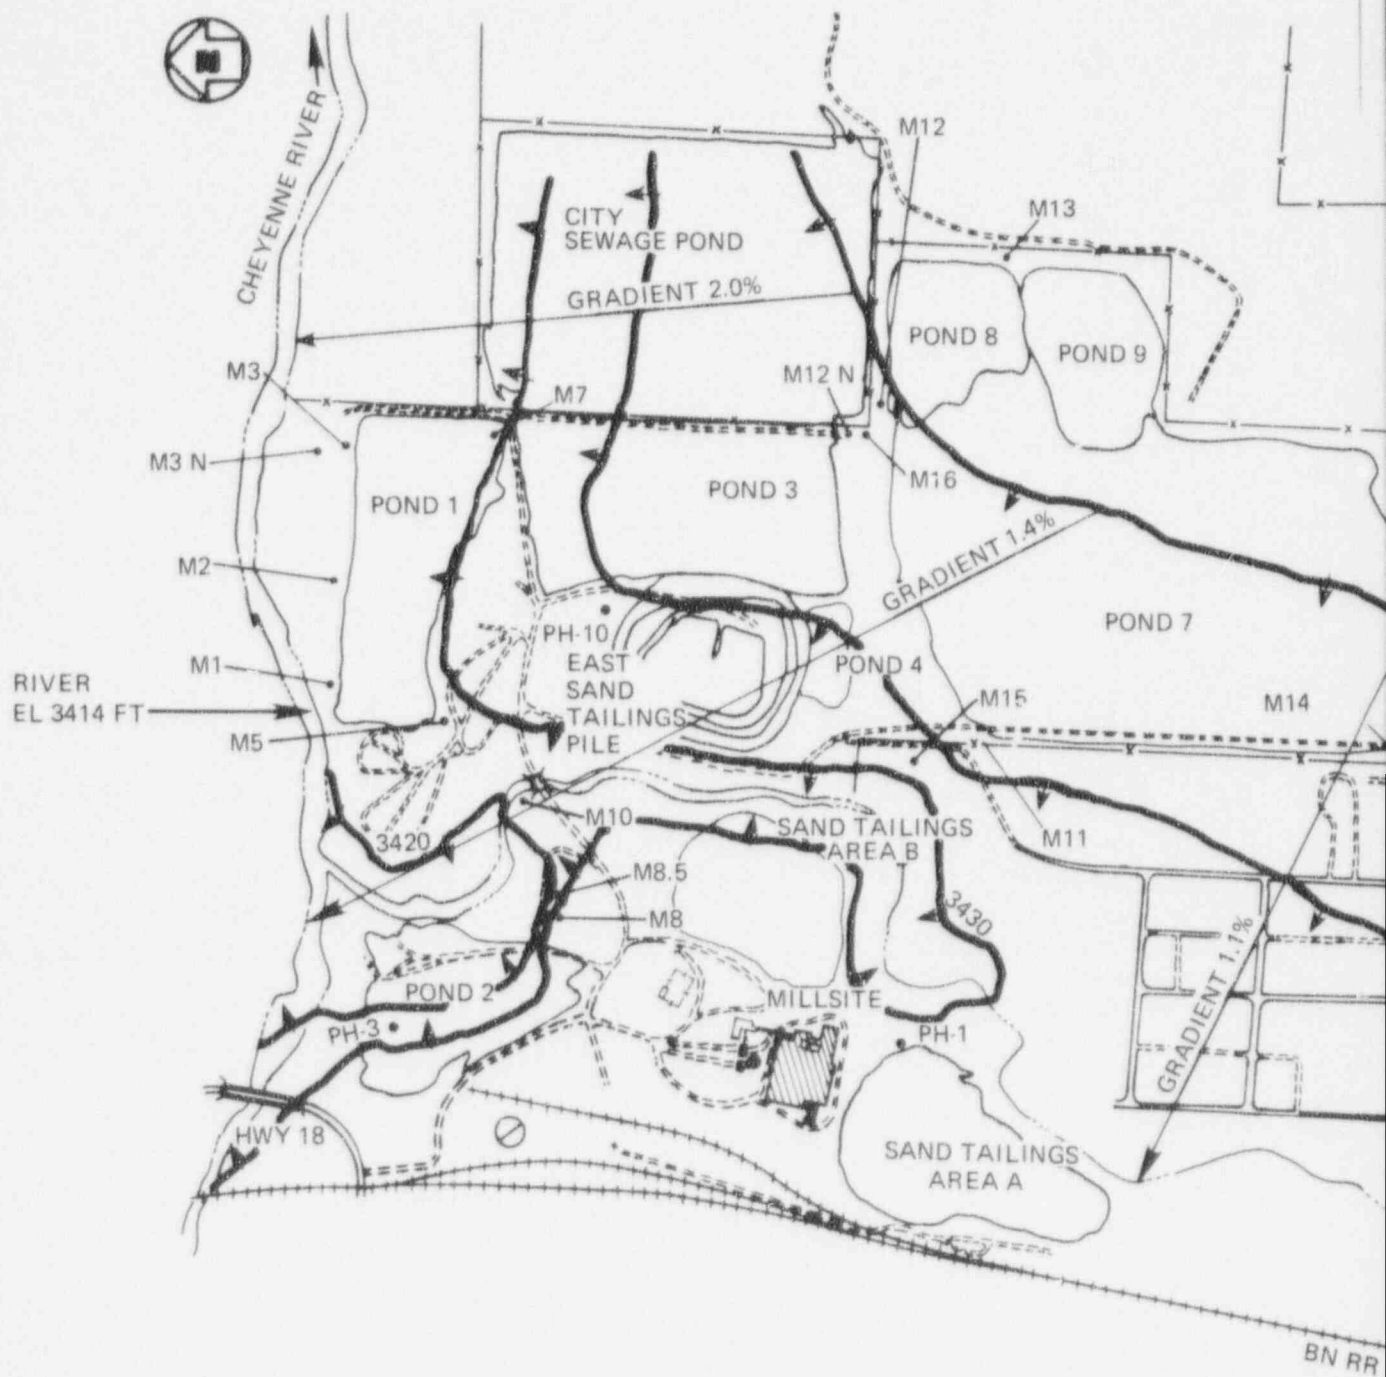 N
CHEYENNE RIVER
M12
M13
CITY
SEWAGE POND
GRADIENT 2.0%
POND 8
POND 9
M3
M12 N
M7
M3 N
M16
POND 1
POND 3
GRADIENT 1.4%
M2
POND 7
PH-10
EAST
SAND
TAILINGS
PILE
POND 4
M1
RIVER
EL 3414 FT
M15
M14
M5
M10
3420
SAND TAILINGS
AREA B
M11
M8.5
M8
3430
GRADIENT 1.1%
POND 2
MILLSITE
PH-3
PH-1
HWY 18
SAND TAILINGS
AREA A
BN RR